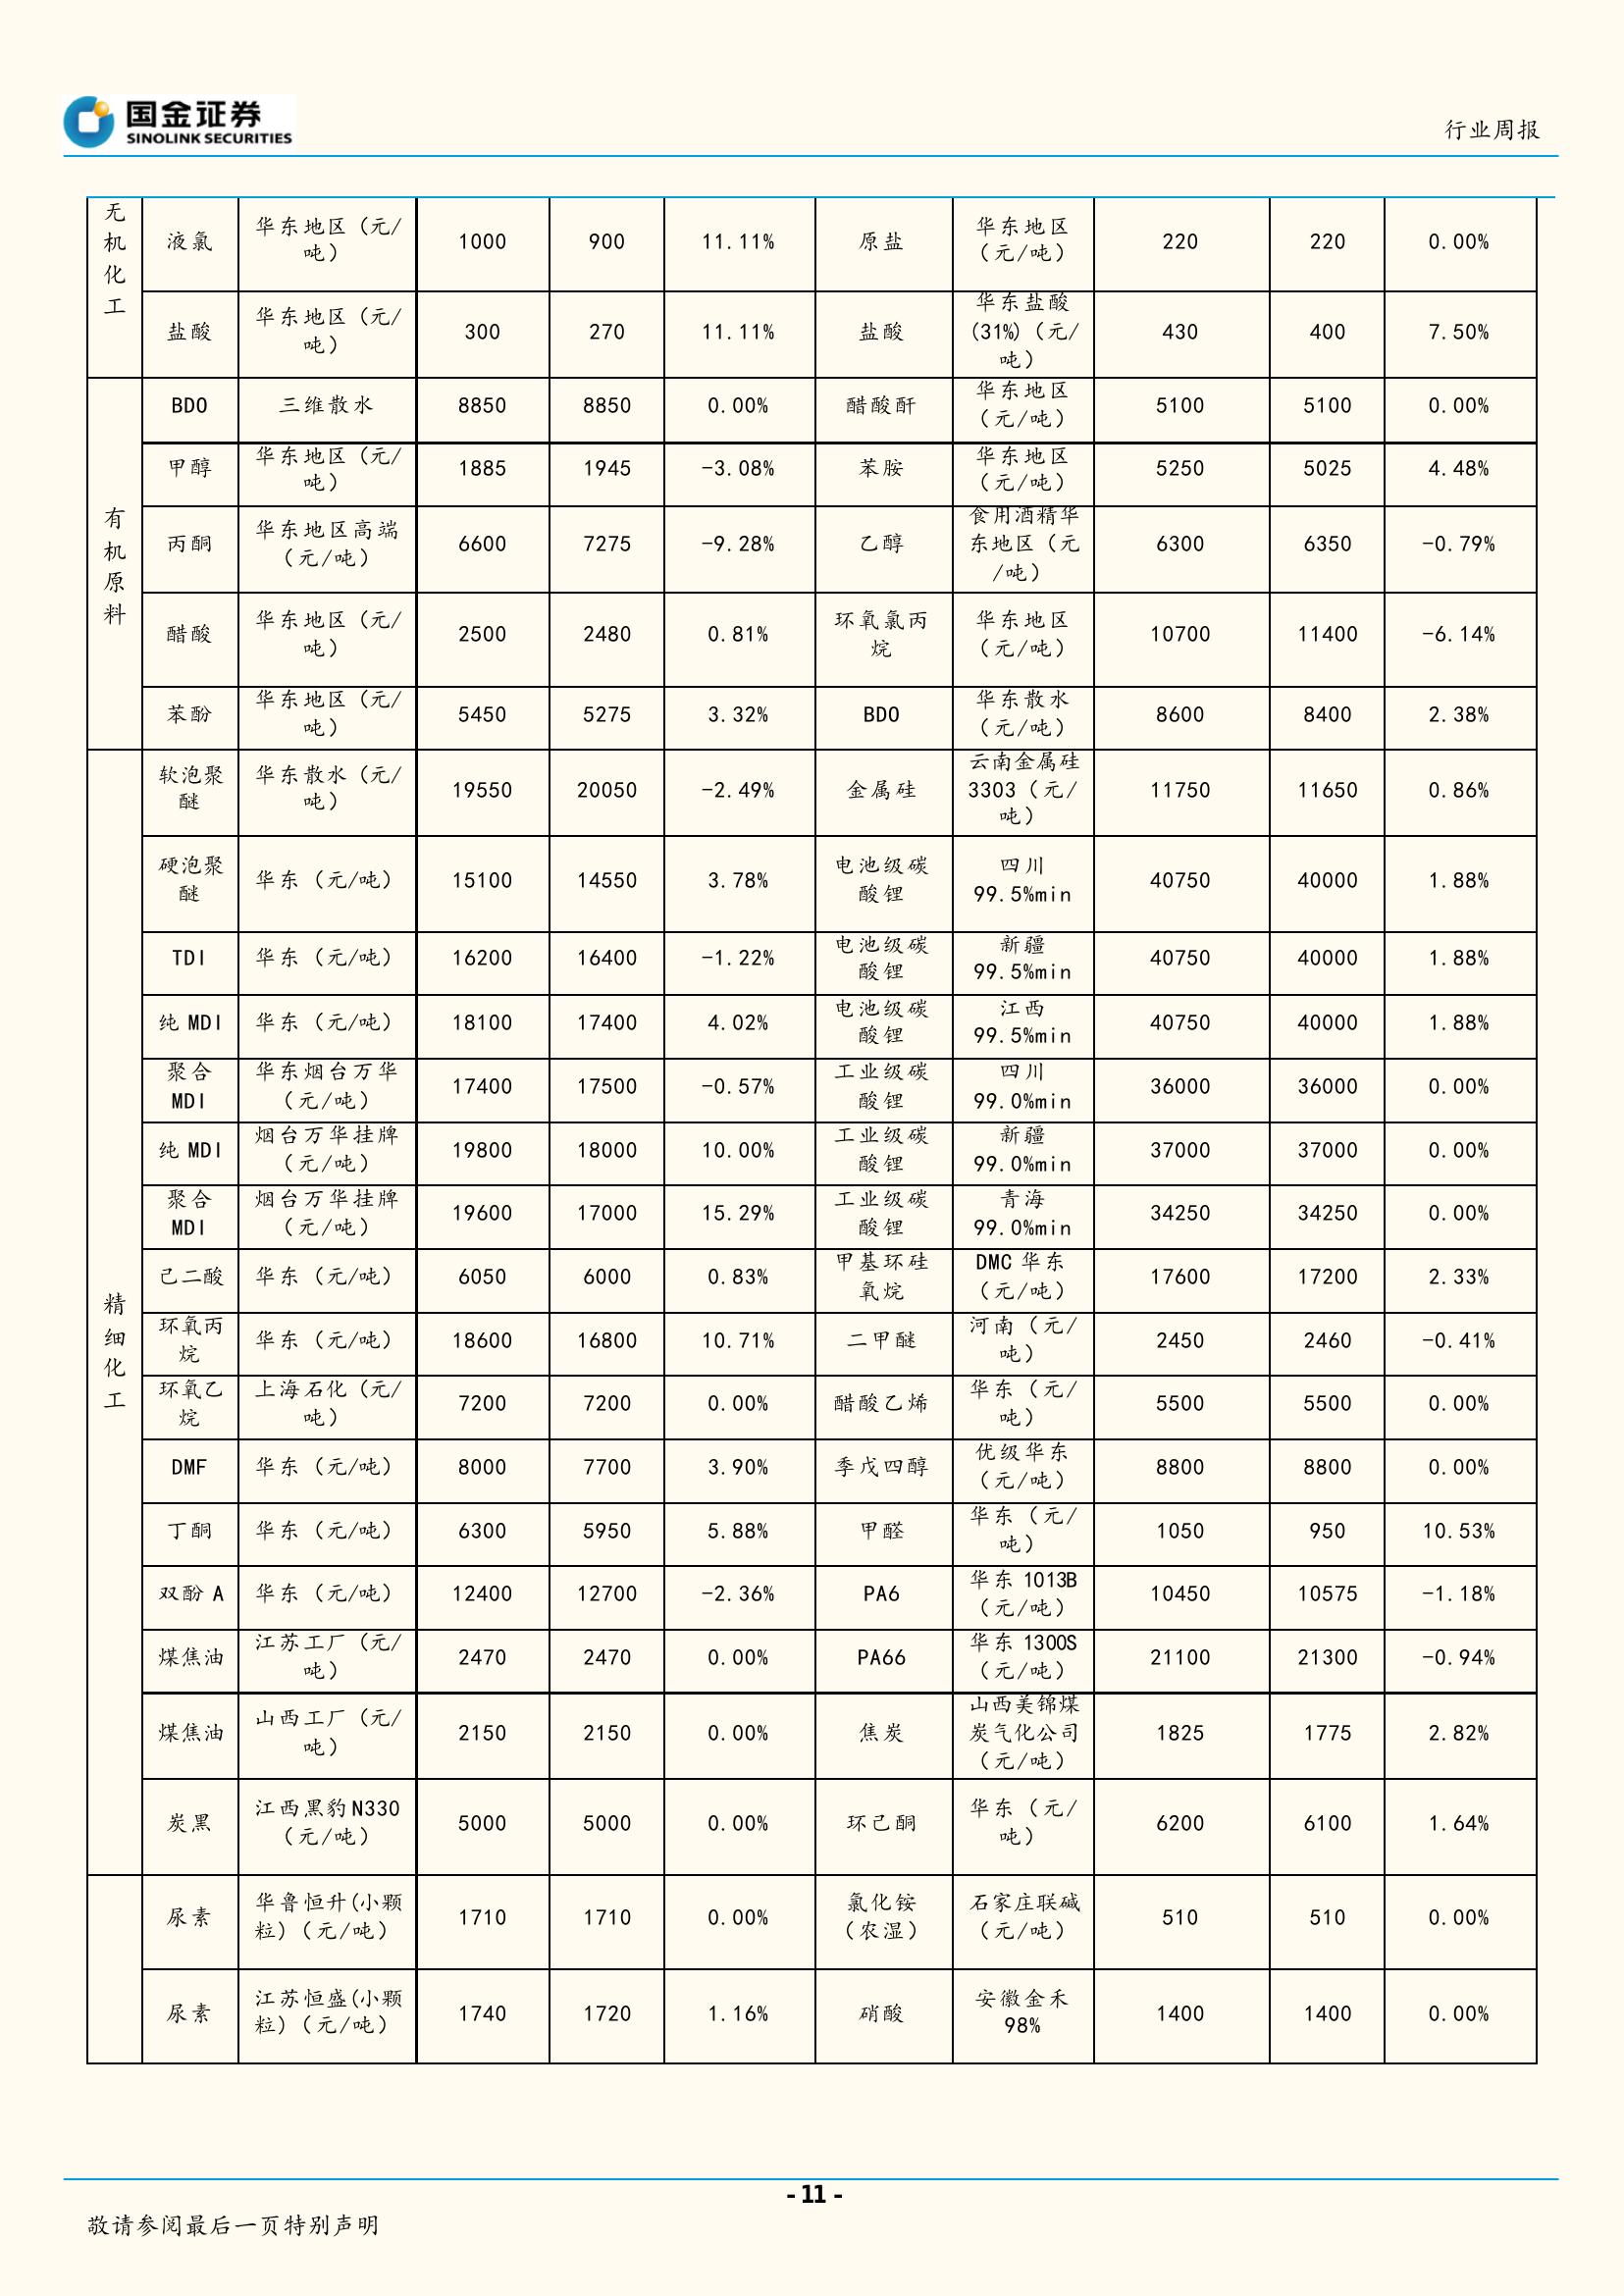 国金证券
SINOLINK SECURITIES
行业周报
无机化工 液氯 华东地区（元/吨） 1000 900 11.11% 原盐 华东地区（元/吨） 220 220 0.00%
盐酸 华东地区（元/吨） 300 270 11.11% 盐酸 华东盐酸(31%)（元/吨） 430 400 7.50%
有机原料 BDO 三维散水 8850 8850 0.00% 醋酸酐 华东地区（元/吨） 5100 5100 0.00%
甲醇 华东地区（元/吨） 1885 1945 -3.08% 苯胺 华东地区（元/吨） 5250 5025 4.48%
丙酮 华东地区高端（元/吨） 6600 7275 -9.28% 乙醇 食用酒精华东地区（元/吨） 6300 6350 -0.79%
醋酸 华东地区（元/吨） 2500 2480 0.81% 环氧氯丙烷 华东地区（元/吨） 10700 11400 -6.14%
苯酚 华东地区（元/吨） 5450 5275 3.32% BDO 华东散水（元/吨） 8600 8400 2.38%
精细化工 软泡聚醚 华东散水（元/吨） 19550 20050 -2.49% 金属硅 云南金属硅3303（元/吨） 11750 11650 0.86%
硬泡聚醚 华东（元/吨） 15100 14550 3.78% 电池级碳酸锂 四川99.5%min 40750 40000 1.88%
TDI 华东（元/吨） 16200 16400 -1.22% 电池级碳酸锂 新疆99.5%min 40750 40000 1.88%
纯 MDI 华东（元/吨） 18100 17400 4.02% 电池级碳酸锂 江西99.5%min 40750 40000 1.88%
聚合MDI 华东烟台万华（元/吨） 17400 17500 -0.57% 工业级碳酸锂 四川99.0%min 36000 36000 0.00%
纯 MDI 烟台万华挂牌（元/吨） 19800 18000 10.00% 工业级碳酸锂 新疆99.0%min 37000 37000 0.00%
聚合MDI 烟台万华挂牌（元/吨） 19600 17000 15.29% 工业级碳酸锂 青海99.0%min 34250 34250 0.00%
己二酸 华东（元/吨） 6050 6000 0.83% 甲基环硅氧烷 DMC 华东（元/吨） 17600 17200 2.33%
环氧丙烷 华东（元/吨） 18600 16800 10.71% 二甲醚 河南（元/吨） 2450 2460 -0.41%
环氧乙烷 上海石化（元/吨） 7200 7200 0.00% 醋酸乙烯 华东（元/吨） 5500 5500 0.00%
DMF 华东（元/吨） 8000 7700 3.90% 季戊四醇 优级华东（元/吨） 8800 8800 0.00%
丁酮 华东（元/吨） 6300 5950 5.88% 甲醛 华东（元/吨） 1050 950 10.53%
双酚 A 华东（元/吨） 12400 12700 -2.36% PA6 华东 1013B（元/吨） 10450 10575 -1.18%
煤焦油 江苏工厂（元/吨） 2470 2470 0.00% PA66 华东 1300S（元/吨） 21100 21300 -0.94%
煤焦油 山西工厂（元/吨） 2150 2150 0.00% 焦炭 山西美锦煤炭气化公司（元/吨） 1825 1775 2.82%
炭黑 江西黑豹 N330（元/吨） 5000 5000 0.00% 环己酮 华东（元/吨） 6200 6100 1.64%
尿素 华鲁恒升(小颗粒)（元/吨） 1710 1710 0.00% 氯化铵（农湿） 石家庄联碱（元/吨） 510 510 0.00%
尿素 江苏恒盛(小颗粒)（元/吨） 1740 1720 1.16% 硝酸 安徽金禾98% 1400 1400 0.00%
- 11 -
敬请参阅最后一页特别声明